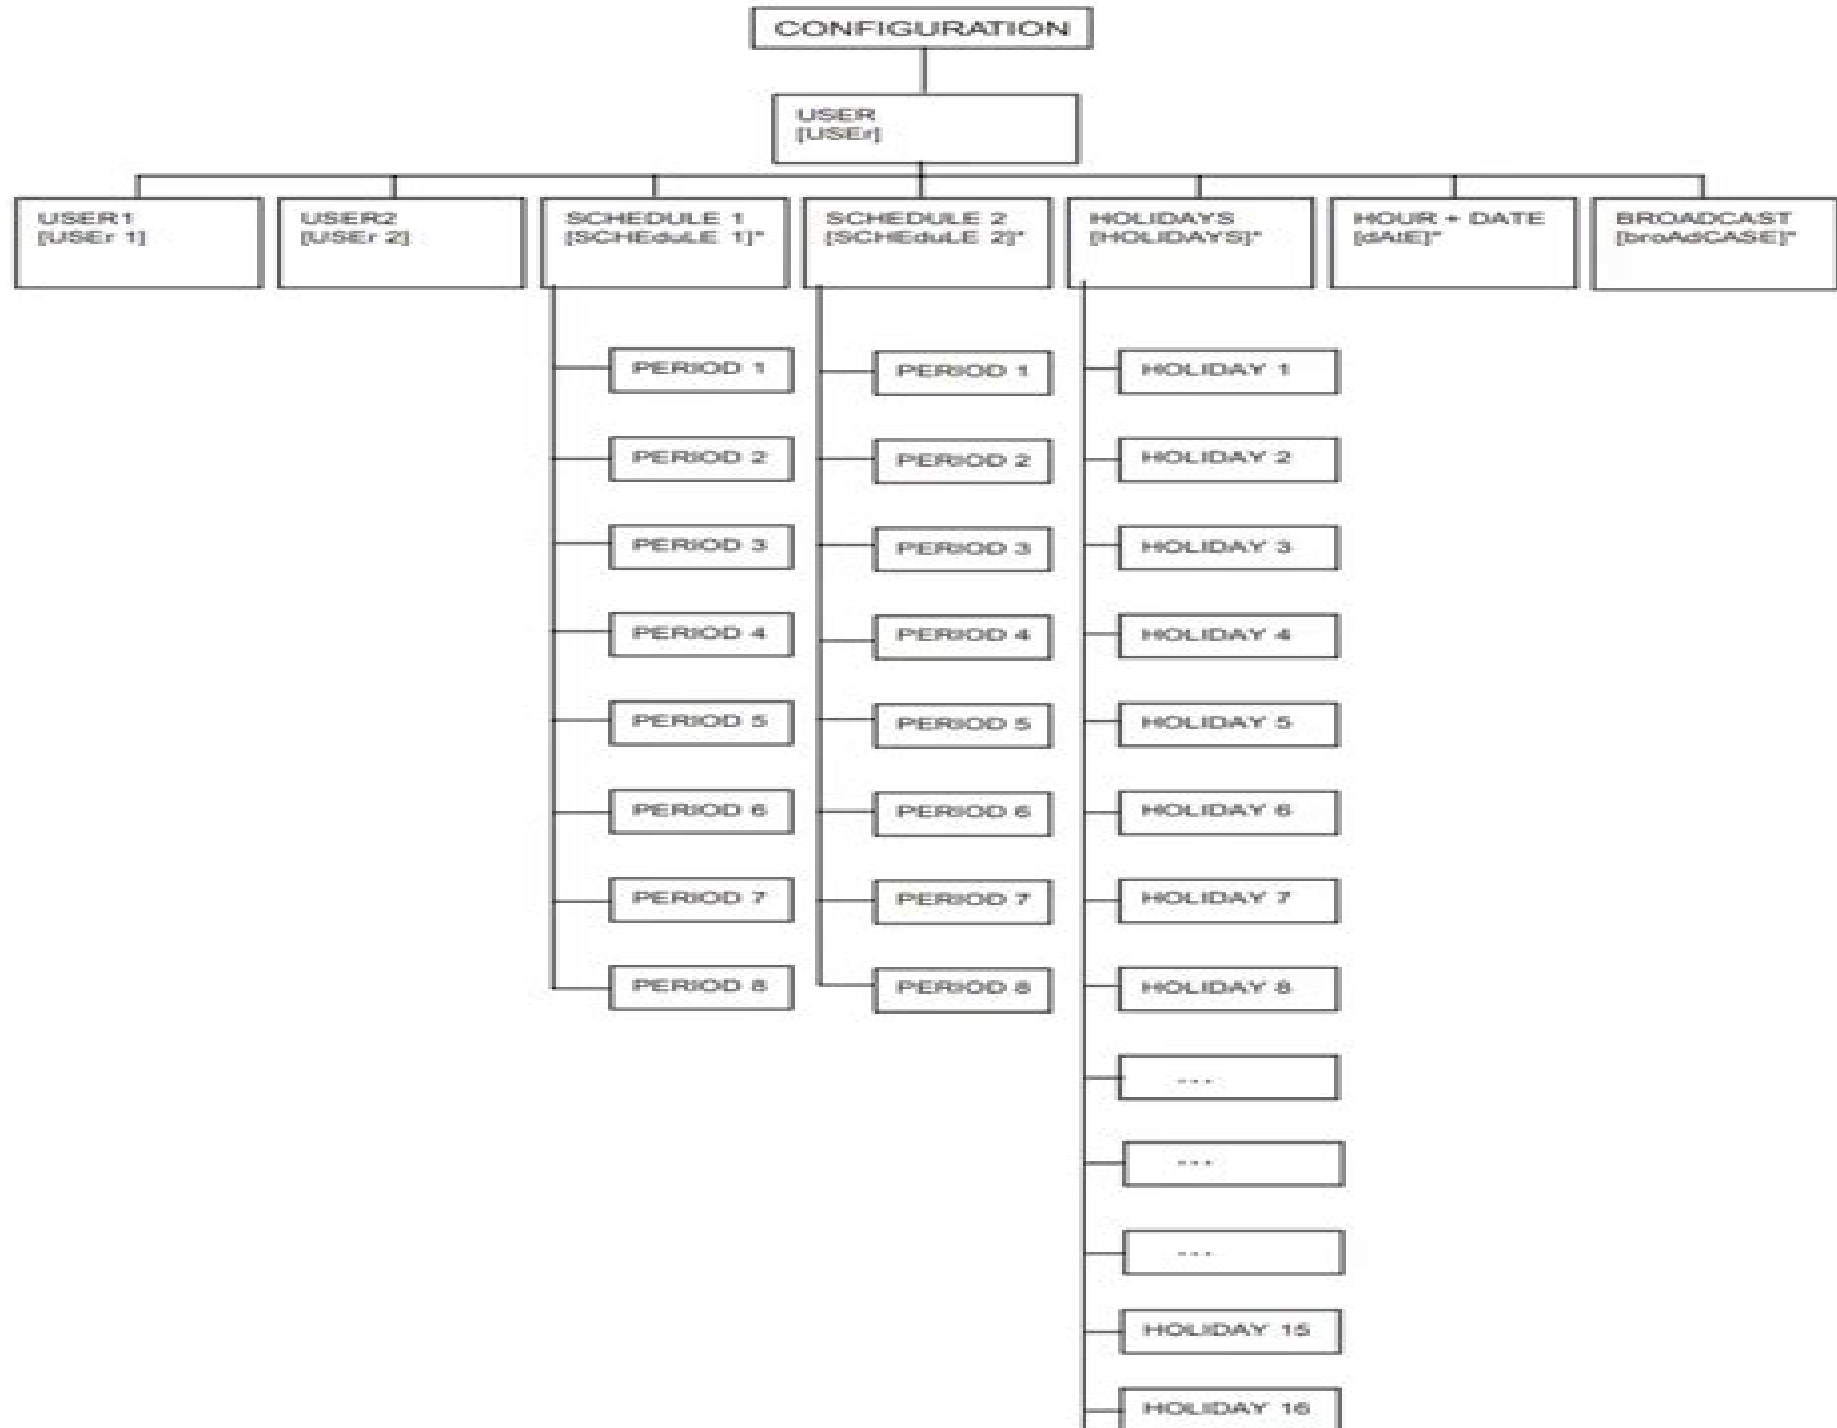 CONFIGURATION
USER
[USEr]
USER1
[USEr 1]
USER2
[USEr 2]
SCHEDULE 1
[SCHEduLE 1]*
SCHEDULE 2
[SCHEduLE 2]*
HOLIDAYS
[HOLIDAYS]*
HOUR + DATE
[dAtE]*
BROADCAST
[broAdCASE]*
PERIOD 1
PERIOD 2
PERIOD 3
PERIOD 4
PERIOD 5
PERIOD 6
PERIOD 7
PERIOD 8
PERIOD 1
PERIOD 2
PERIOD 3
PERIOD 4
PERIOD 5
PERIOD 6
PERIOD 7
PERIOD 8
HOLIDAY 1
HOLIDAY 2
HOLIDAY 3
HOLIDAY 4
HOLIDAY 5
HOLIDAY 6
HOLIDAY 7
HOLIDAY 8
...
...
...
HOLIDAY 15
HOLIDAY 16